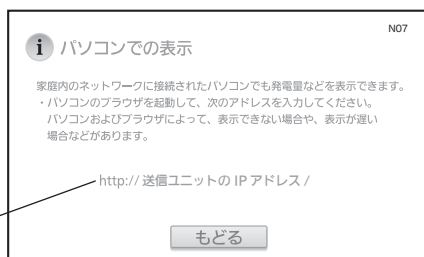 N07
i パソコンでの表示
家庭内のネットワークに接続されたパソコンでも発電量などを表示できます。
・パソコンのブラウザを起動して、次のアドレスを入力してください。
パソコンおよびブラウザによって、表示できない場合や、表示が遅い
場合などがあります。
http:// 送信ユニットの IP アドレス /
もどる